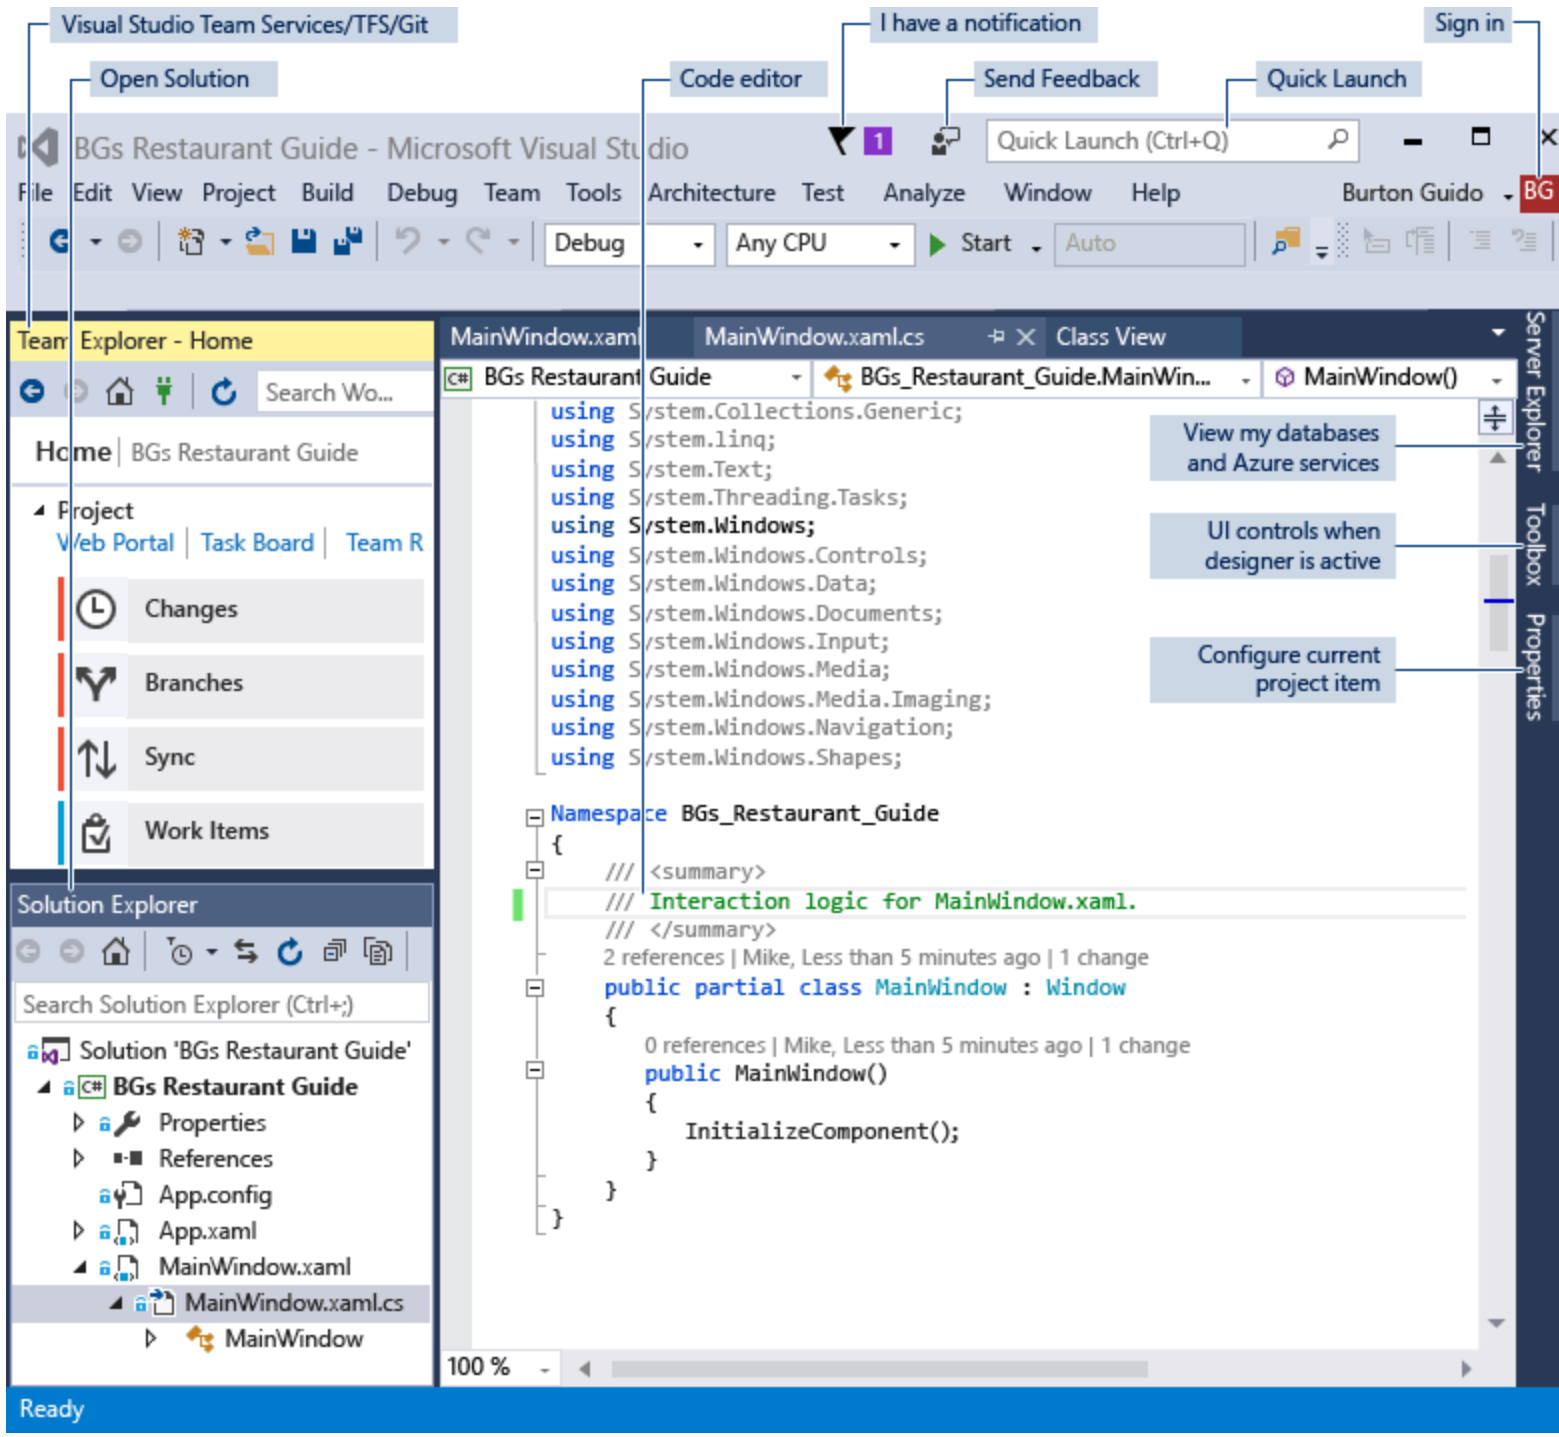 Visual Studio Team Services/TFS/Git
I have a notification
Sign in
Open Solution
Code editor
Send Feedback
Quick Launch
BGs Restaurant Guide - Microsoft Visual Studio
1
Quick Launch (Ctrl+Q)
File Edit View Project Build Debug Team Tools Architecture Test Analyze Window Help
Burton Guido BG
Debug
Any CPU
Start
Auto
Team Explorer - Home
Search Wo...
Home | BGs Restaurant Guide
Project
Web Portal | Task Board | Team R
Changes
Branches
Sync
Work Items
Solution Explorer
Search Solution Explorer (Ctrl+;)
Solution 'BGs Restaurant Guide'
C# BGs Restaurant Guide
Properties
References
App.config
App.xaml
MainWindow.xaml
MainWindow.xaml.cs
MainWindow
MainWindow.xaml
MainWindow.xaml.cs
Class View
C# BGs Restaurant Guide
BGs_Restaurant_Guide.MainWin...
MainWindow()
using System.Collections.Generic;
using System.linq;
using System.Text;
using System.Threading.Tasks;
using System.Windows;
using System.Windows.Controls;
using System.Windows.Data;
using System.Windows.Documents;
using System.Windows.Input;
using System.Windows.Media;
using System.Windows.Media.Imaging;
using System.Windows.Navigation;
using System.Windows.Shapes;
Namespace BGs_Restaurant_Guide
{
/// <summary>
/// Interaction logic for MainWindow.xaml.
/// </summary>
2 references | Mike, Less than 5 minutes ago | 1 change
public partial class MainWindow : Window
{
0 references | Mike, Less than 5 minutes ago | 1 change
public MainWindow()
{
InitializeComponent();
}
}
}
100 %
View my databases
and Azure services
UI controls when
designer is active
Configure current
project item
Server Explorer
Toolbox
Properties
Ready